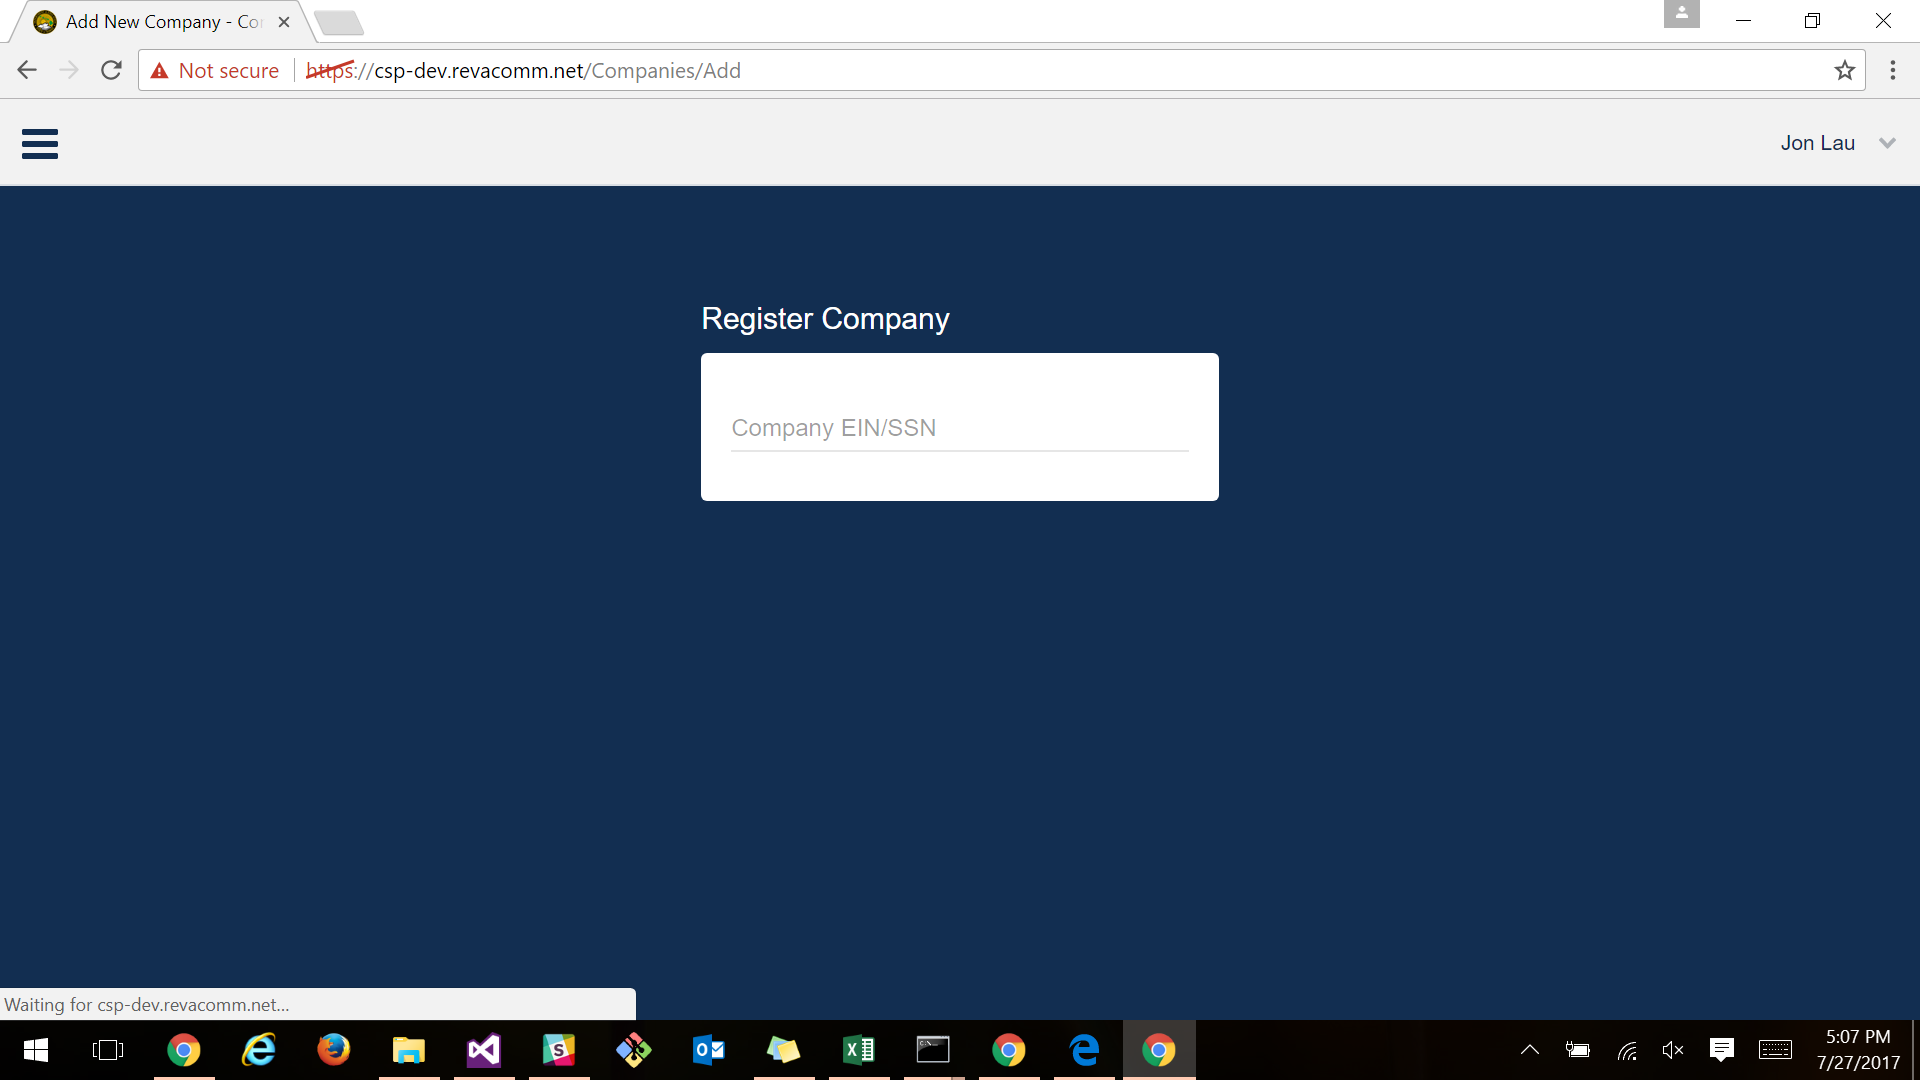 Add New Company - Co
Not secure https://csp-dev.revacomm.net/Companies/Add
Jon Lau
Register Company
Company EIN/SSN
Waiting for csp-dev.revacomm.net...
5:07 PM
7/27/2017